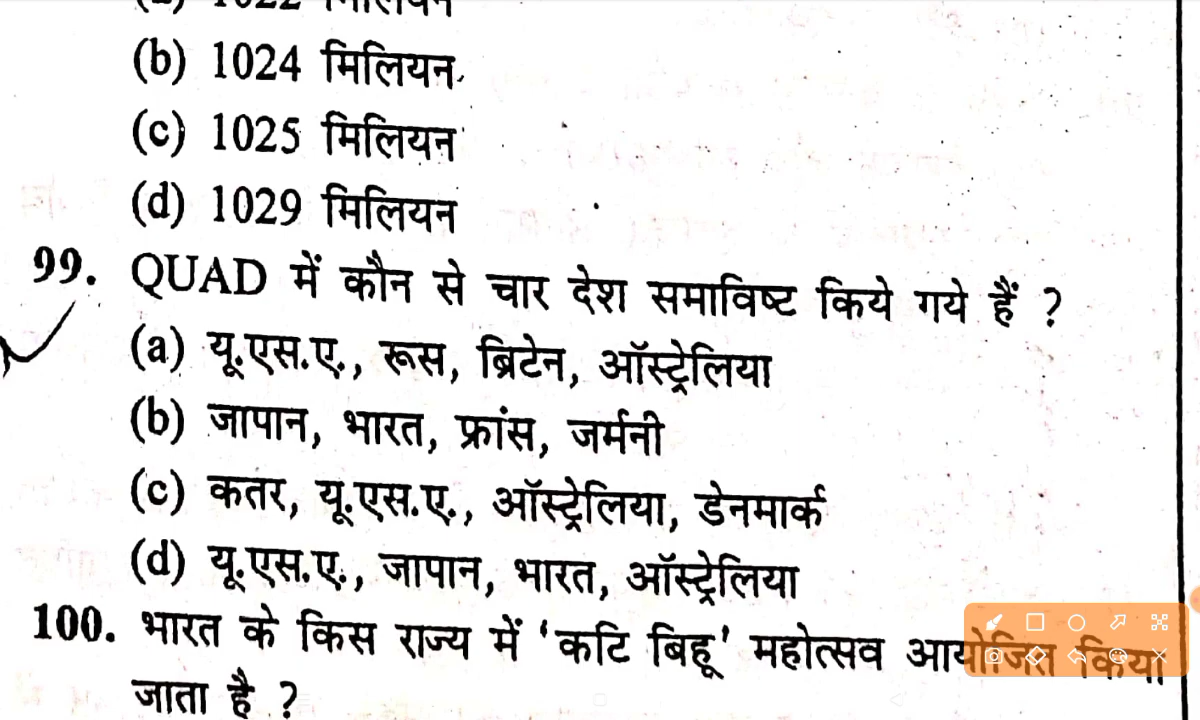 (b) 1024 मिलियन
(c) 1025 मिलियन
(d) 1029 मिलियन
99. QUAD में कौन से चार देश समाविष्ट किये गये हैं ?
(a) यू.एस.ए., रूस, ब्रिटेन, ऑस्ट्रेलिया
(b) जापान, भारत, फ्रांस, जर्मनी
(c) कतर, यू.एस.ए., ऑस्ट्रेलिया, डेनमार्क
(d) यू.एस.ए., जापान, भारत, ऑस्ट्रेलिया
100. भारत के किस राज्य में 'कटि बिहू' महोत्सव आयोजित किया
जाता है ?